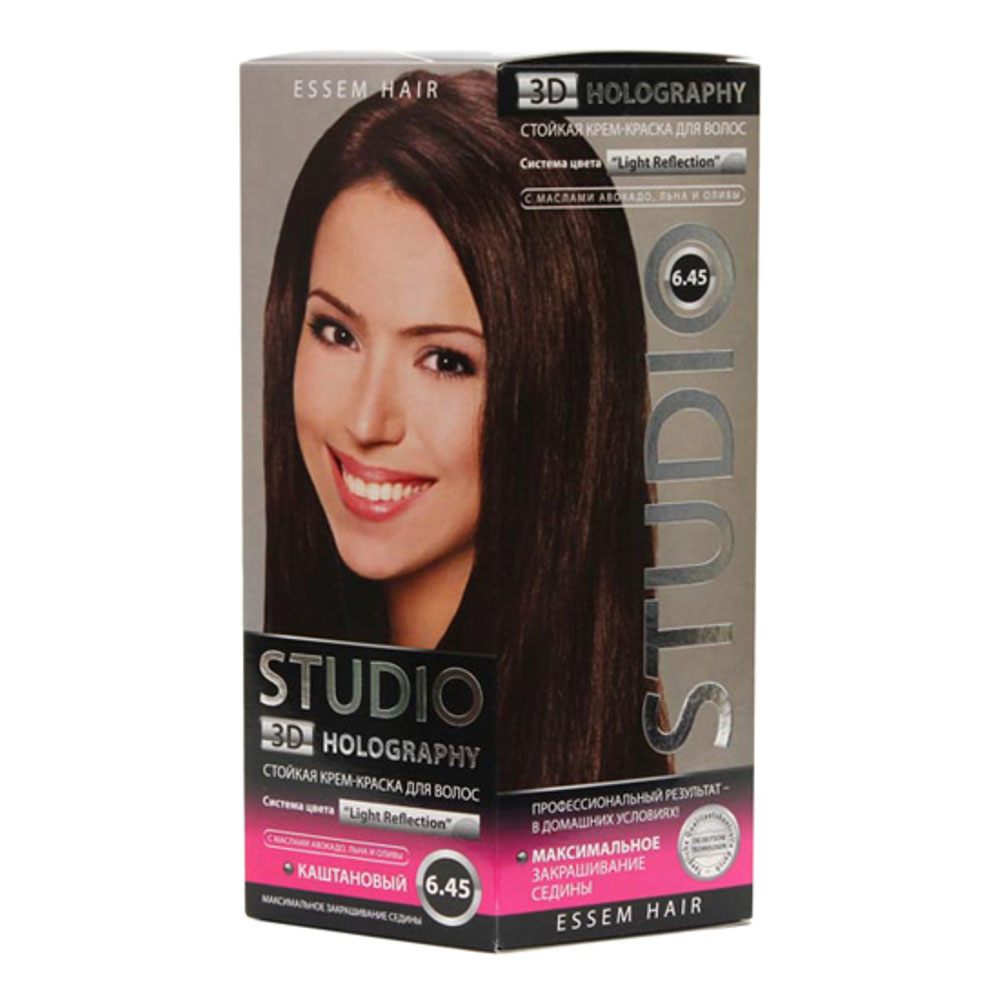 ESSEM HAIR
STUDIO
3D HOLOGRAPHY
СТОЙКАЯ КРЕМ-КРАСКА ДЛЯ ВОЛОС
Система цвета "Light Reflection"
С МАСЛАМИ АВОКАДО, ЛЬНА И ОЛИВЫ
КАШТАНОВЫЙ 6.45
МАКСИМАЛЬНОЕ ЗАКРАШИВАНИЕ СЕДИНЫ
3D HOLOGRAPHY
СТОЙКАЯ КРЕМ-КРАСКА ДЛЯ ВОЛОС
Система цвета "Light Reflection"
С МАСЛАМИ АВОКАДО, ЛЬНА И ОЛИВЫ
6.45
STUDIO
ПРОФЕССИОНАЛЬНЫЙ РЕЗУЛЬТАТ –
В ДОМАШНИХ УСЛОВИЯХ!
МАКСИМАЛЬНОЕ
ЗАКРАШИВАНИЕ
СЕДИНЫ
ESSEM HAIR